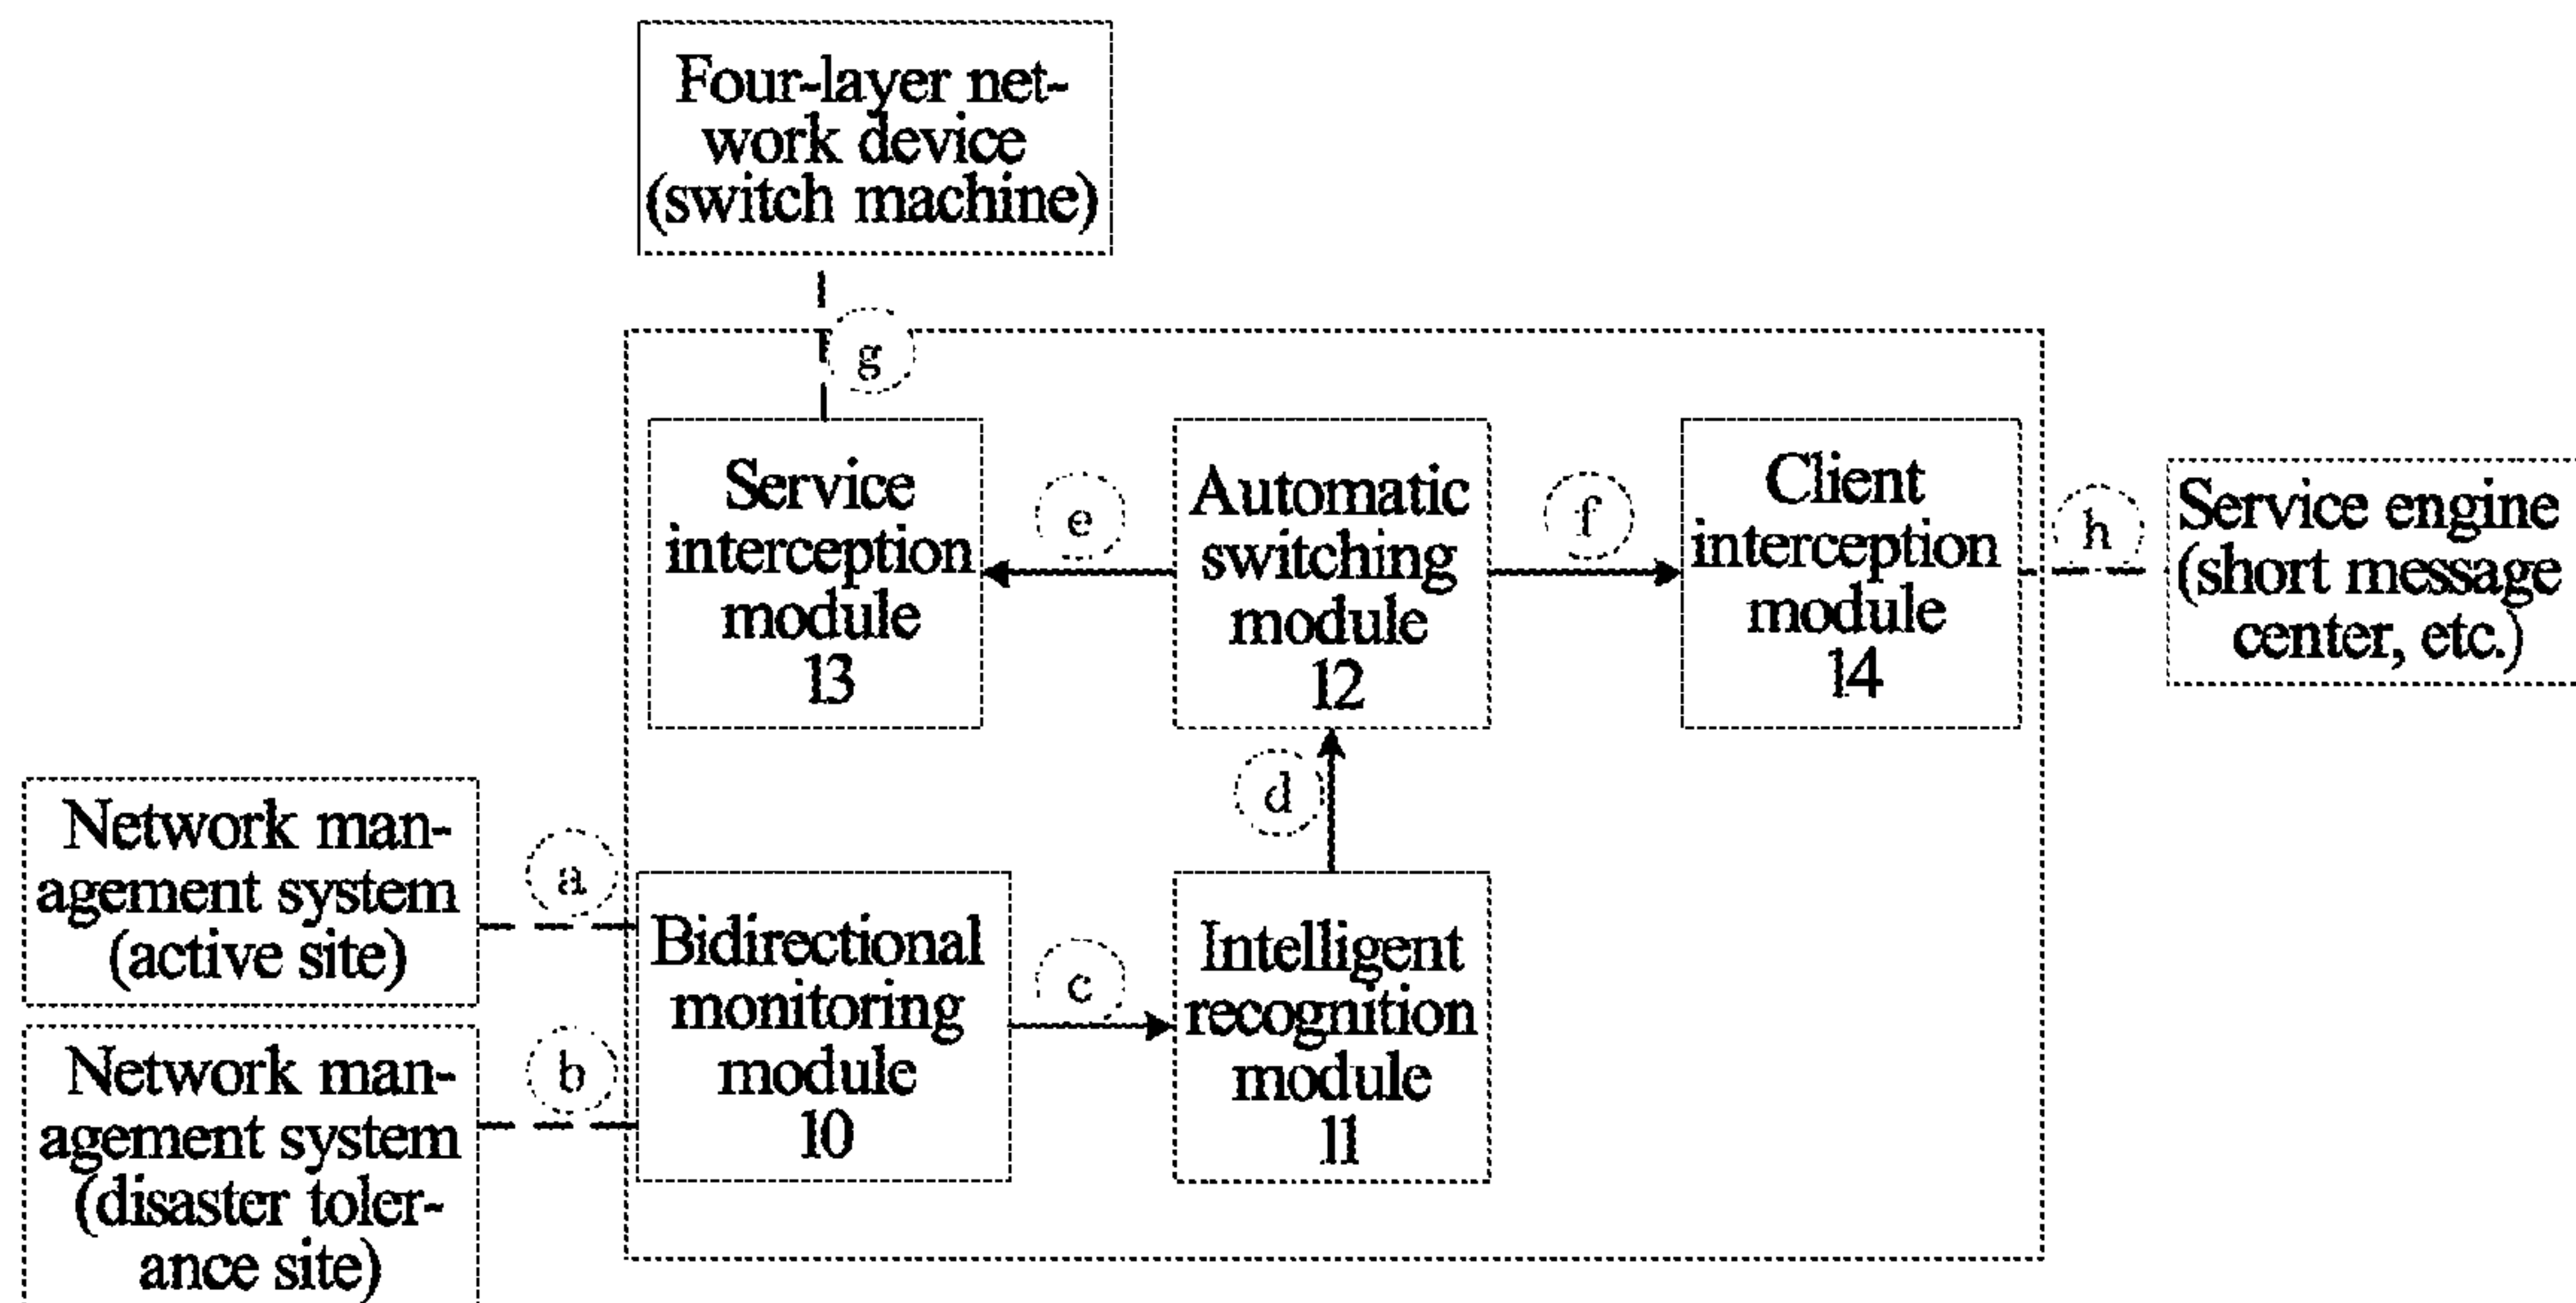 Four-layer net-
work device
(switch machine)
g
Service
interception
module
13
e
Automatic
switching
module
12
f
Client
interception
module
14
h
Service engine
(short message
center, etc.)
d
Network man-
agement system
(active site)
a
Network man-
agement system
(disaster toler-
ance site)
b
Bidirectional
monitoring
module
10
c
Intelligent
recognition
module
11